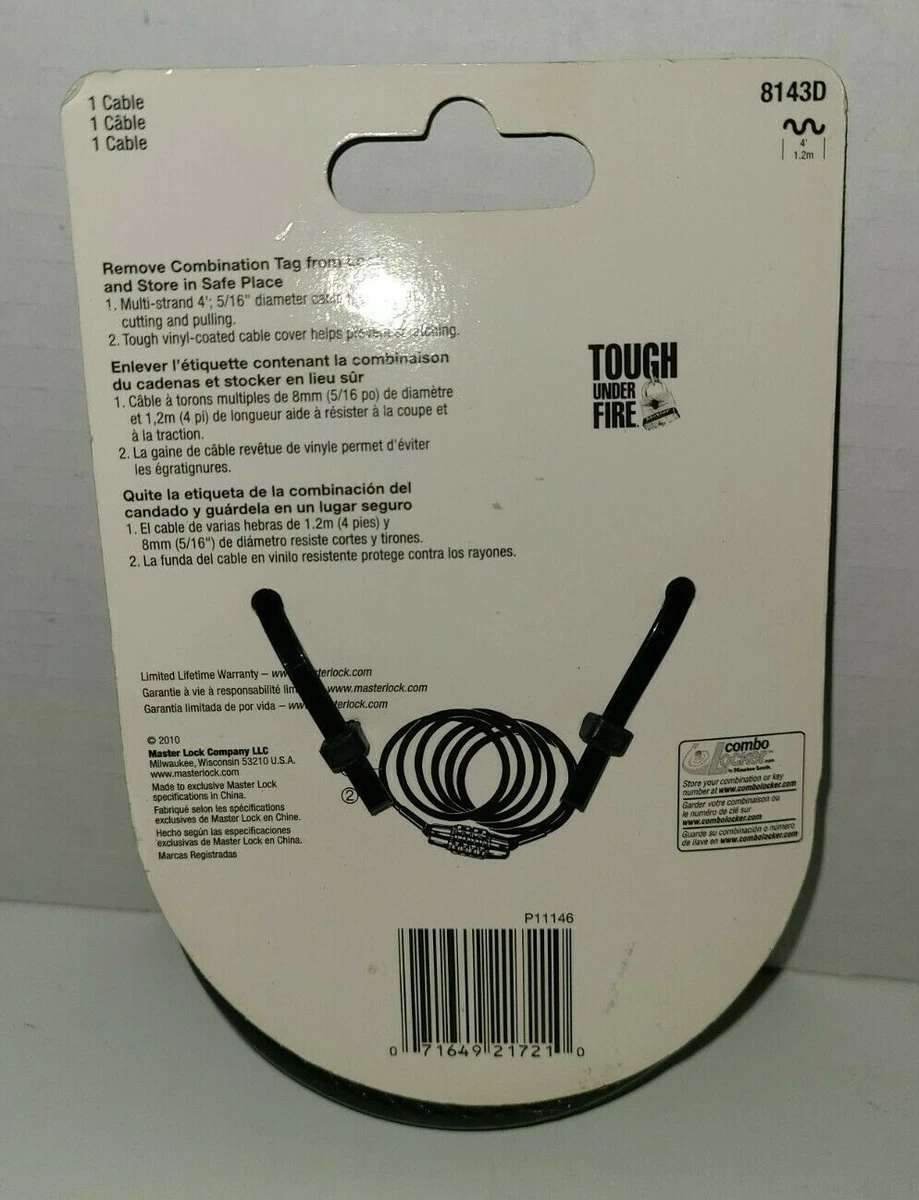 1 Cable
1 Câble
1 Cable
8143D
4'
1.2m
Remove Combination Tag from
and Store in Safe Place
1. Multi-strand 4'; 5/16" diameter
cutting and pulling.
2. Tough vinyl-coated cable cover helps prevent scratching.
Enlever l'étiquette contenant la combinaison
du cadenas et stocker en lieu sûr
1. Câble à torons multiples de 8mm (5/16 po) de diamètre
et 1,2m (4 pi) de longueur aide à résister à la coupe et
à la traction.
2. La gaine de câble revêtue de vinyle permet d'éviter
les égratignures.
Quite la etiqueta de la combinación del
candado y guárdela en un lugar seguro
1. El cable de varias hebras de 1.2m (4 pies) y
8mm (5/16") de diámetro resiste cortes y tirones.
2. La funda del cable en vinilo resistente protege contra los rayones.
TOUGH
UNDER
FIRE.
Limited Lifetime Warranty –
Garantie à vie à responsabilité www.masterlock.com
Garantía limitada de por vida –
© 2010
Master Lock Company LLC
Milwaukee, Wisconsin 53210 U.S.A.
www.masterlock.com
Made to exclusive Master Lock
specifications in China.
Fabriqué selon les spécifications
exclusives de Master Lock en Chine.
Hecho según las especificaciones
exclusivas de Master Lock en China.
Marcas Registradas
②
combo
LOCKER.com
by Master Lock.
Store your combination or key
number at www.combolocker.com
Garder votre combinaison ou
le numéro de clé sur
www.combolocker.com
Guarde su combinación o número
de llave en www.combolocker.com
P11146
0 71649 21721 0